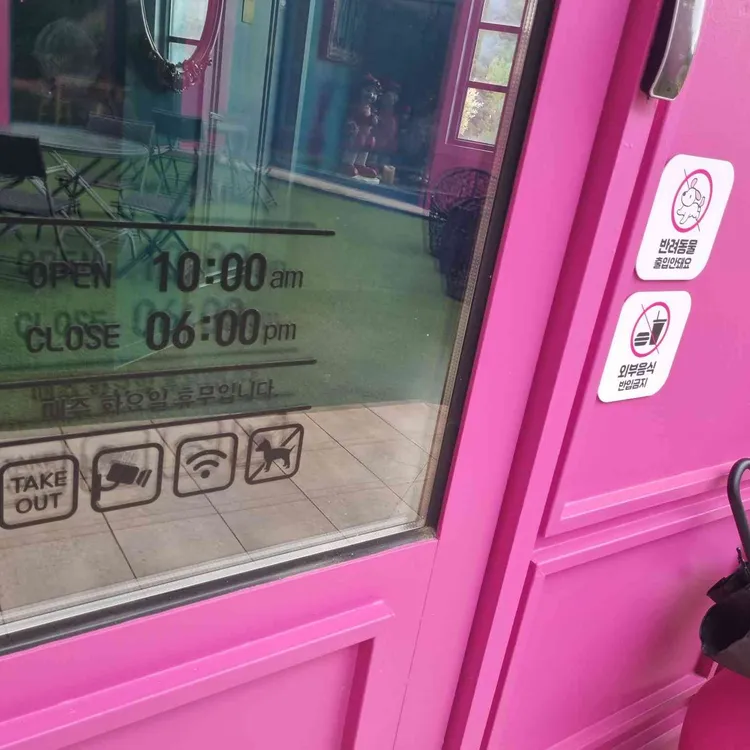 OPEN 10:00 am
CLOSE 06:00 pm
매주 화요일 휴무입니다.
TAKE
OUT
반려동물
출입안돼요
외부음식
반입금지